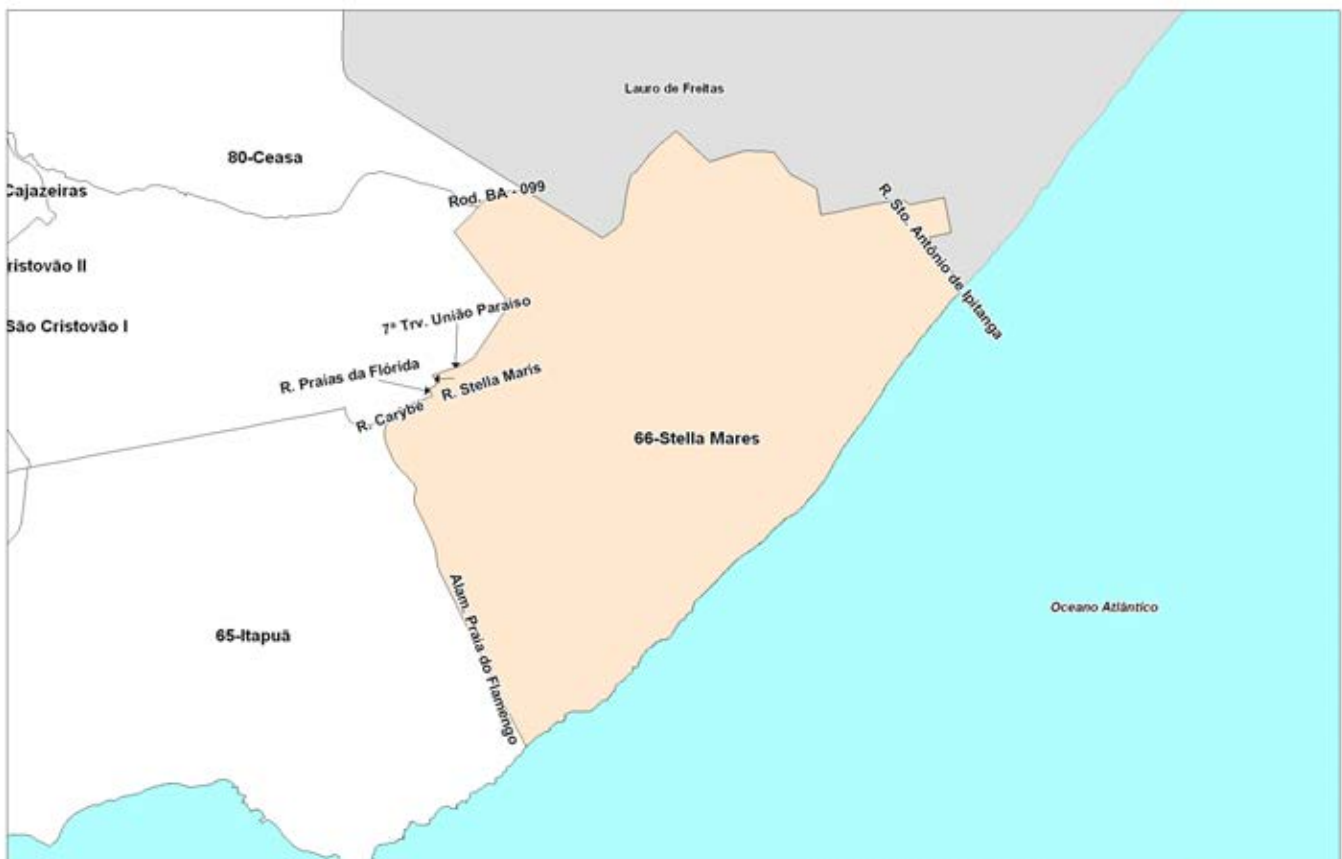 Lauro de Freitas
80-Ceasa
Cajazeiras
Rod. BA - 099
R. Sto. Antônio de Ipitanga
ristovão II
7ª Trv. União Paraiso
São Cristovão I
R. Praias da Flórida
R. Stella Maris
R. Carybé
66-Stella Mares
Alam. Praia do Flamengo
Oceano Atlântico
65-Itapuã